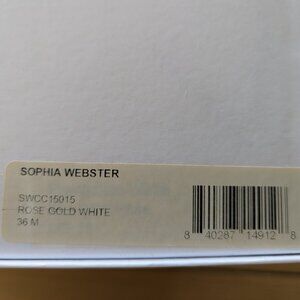 SOPHIA WEBSTER
SWCC15015
ROSE GOLD WHITE
36 M
8 40287 14912 8